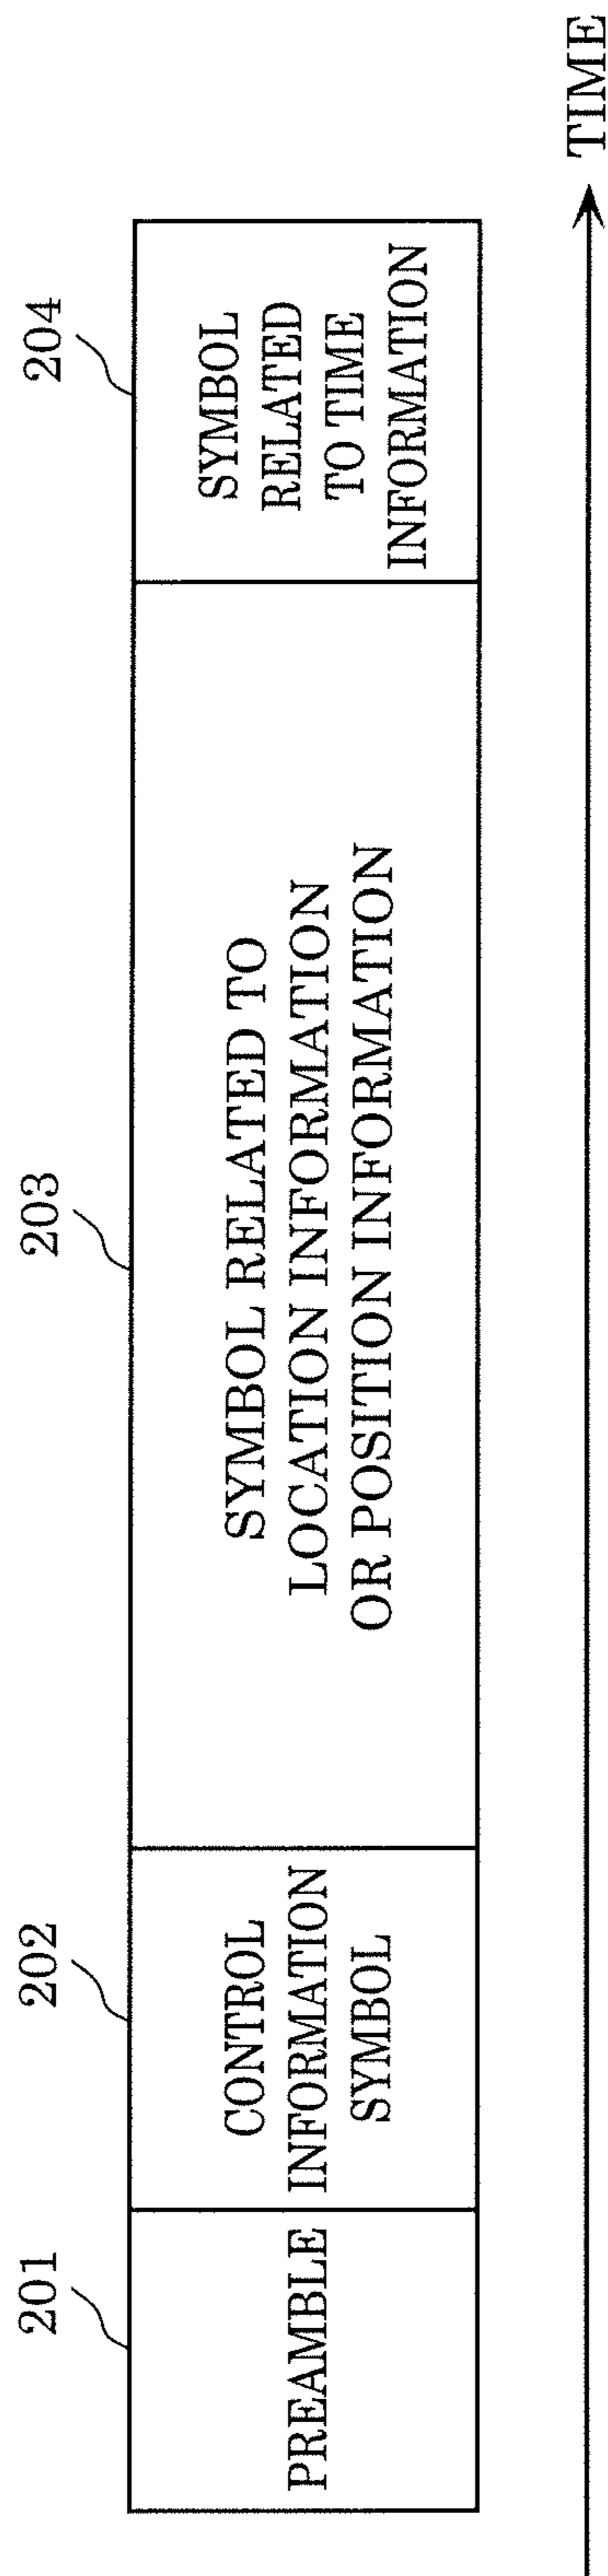 201
202
203
204
PREAMBLE
CONTROL
INFORMATION
SYMBOL
SYMBOL RELATED TO
LOCATION INFORMATION
OR POSITION INFORMATION
SYMBOL
RELATED
TO TIME
INFORMATION
TIME